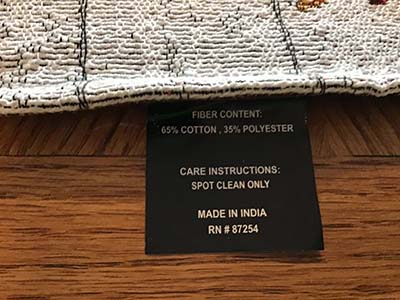 FIBER CONTENT:
65% COTTON , 35% POLYESTER
CARE INSTRUCTIONS:
SPOT CLEAN ONLY
MADE IN INDIA
RN # 87254